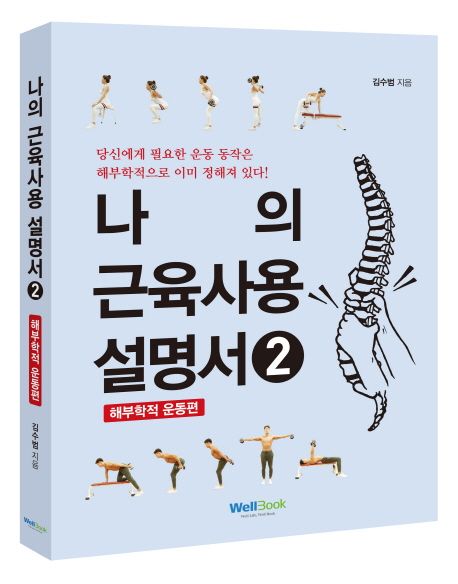 나의 근육사용 설명서 2
해부학적 운동편
김수범 지음
WellBook
김수범 지음
당신에게 필요한 운동 동작은
해부학적으로 이미 정해져 있다!
나의
근육사용
설명서 2
해부학적 운동편
WellBook